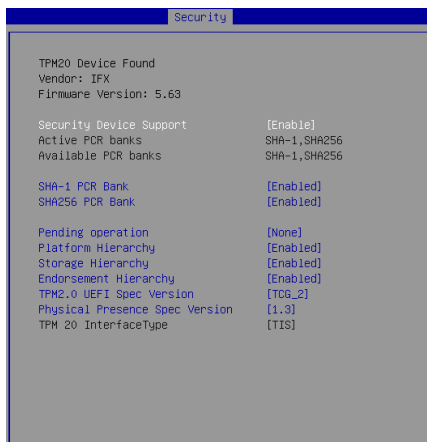 Security
TPM20 Device Found
Vendor: IFX
Firmware Version: 5.63
Security Device Support [Enable]
Active PCR banks SHA-1,SHA256
Available PCR banks SHA-1,SHA256
SHA-1 PCR Bank [Enabled]
SHA256 PCR Bank [Enabled]
Pending operation [None]
Platform Hierarchy [Enabled]
Storage Hierarchy [Enabled]
Endorsement Hierarchy [Enabled]
TPM2.0 UEFI Spec Version [TCG_2]
Physical Presence Spec Version [1.3]
TPM 20 InterfaceType [TIS]